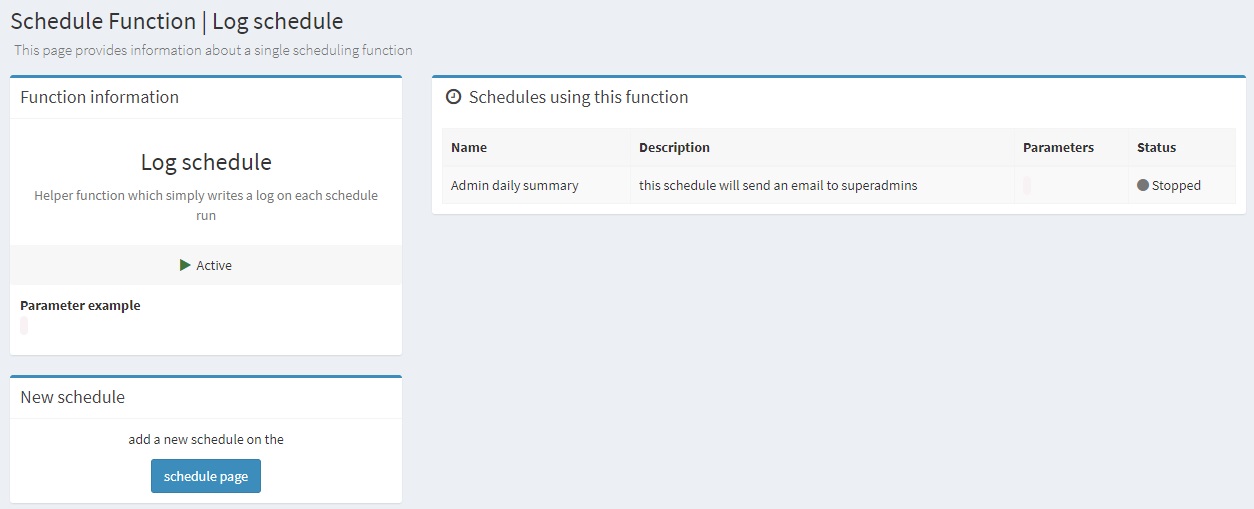 Schedule Function | Log schedule
This page provides information about a single scheduling function
Function information
Log schedule
Helper function which simply writes a log on each schedule
run
Active
Parameter example
New schedule
add a new schedule on the
schedule page
Schedules using this function
Name Description Parameters Status
Admin daily summary this schedule will send an email to superadmins Stopped